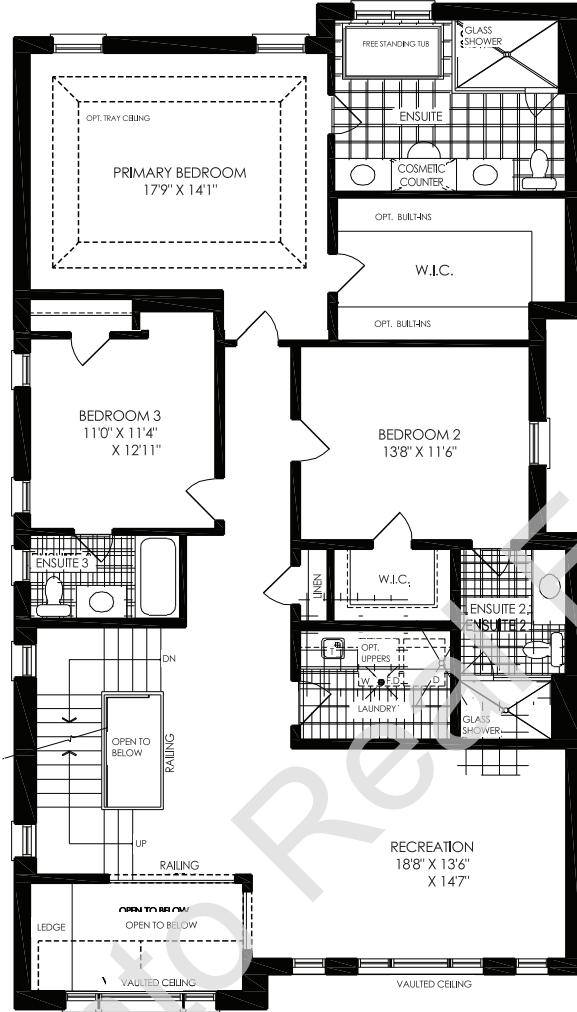 FREE STANDING TUB
GLASS
SHOWER
OPT. TRAY CEILING
ENSUITE
PRIMARY BEDROOM
17'9" X 14'1"
COSMETIC
COUNTER
OPT. BUILT-INS
W.I.C.
OPT. BUILT-INS
BEDROOM 3
11'0" X 11'4"
X 12'11"
BEDROOM 2
13'8" X 11'6"
ENSUITE 3
LINEN
W.I.C.
ENSUITE 2
ENSUITE 2
DN
T
OPT.
UPPERS
W
F.D.
D
LAUNDRY
GLASS
SHOWER
OPEN TO
BELOW
RAILING
UP
RAILING
RECREATION
18'8" X 13'6"
X 14'7"
OPEN TO BELOW
OPEN TO BELOW
LEDGE
VAULTED CEILING
VAULTED CEILING